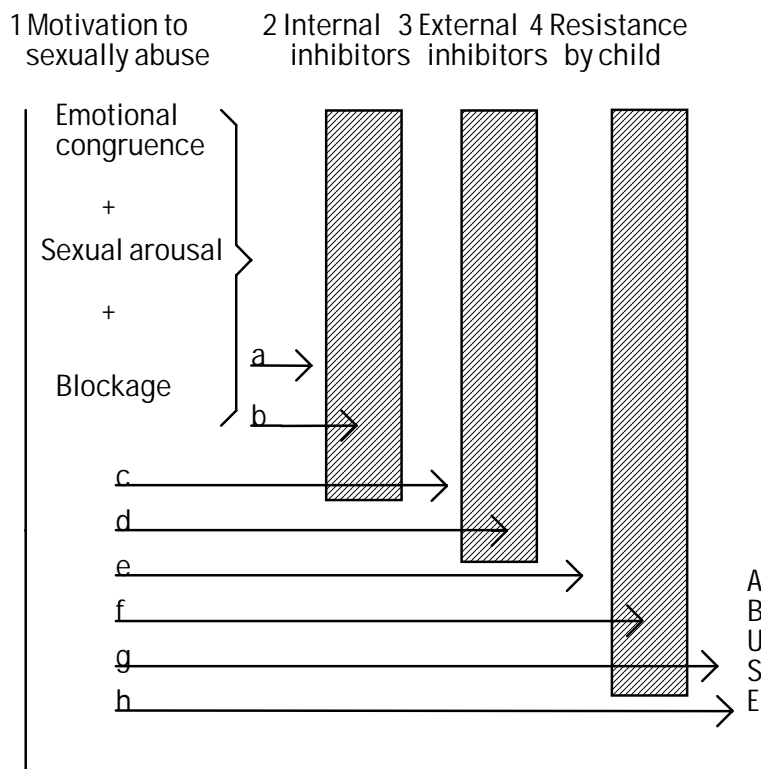 1 Motivation to sexually abuse
2 Internal inhibitors
3 External inhibitors
4 Resistance by child
Emotional
congruence
+
Sexual arousal
+
Blockage
a
b
c
d
e
f
g
h
A
B
U
S
E